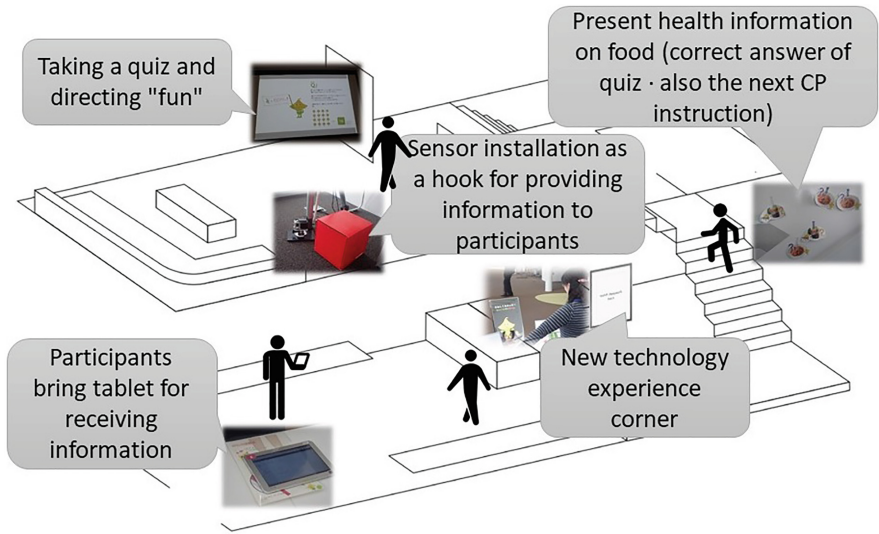 Taking a quiz and
directing "fun"
Present health information
on food (correct answer of
quiz · also the next CP
instruction)
Sensor installation as
a hook for providing
information to
participants
New technology
experience
corner
Participants
bring tablet for
receiving
information